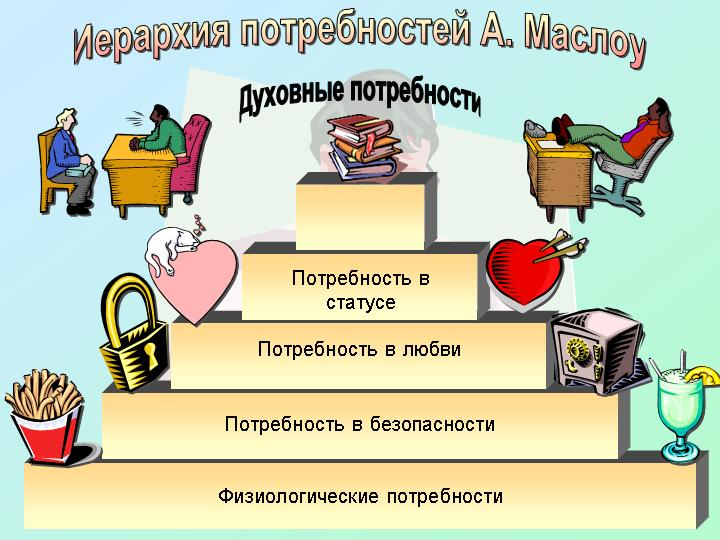 Иерархия потребностей А. Маслоу
Духовные потребности
Потребность в
статусе
Потребность в любви
Потребность в безопасности
Физиологические потребности